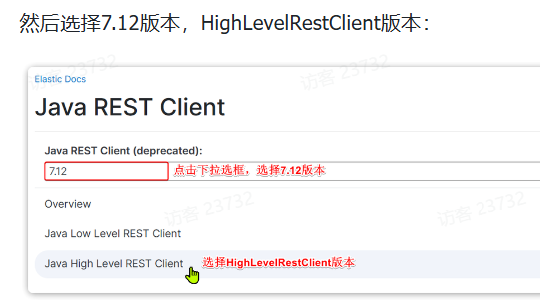 然后选择7.12版本，HighLevelRestClient版本：
Elastic Docs
Java REST Client
Java REST Client (deprecated):
7.12 点击下拉选框，选择7.12版本
Overview
Java Low Level REST Client
Java High Level REST Client 选择HighLevelRestClient版本
访客 23732
访客 23732
访客 23732
访客 23732